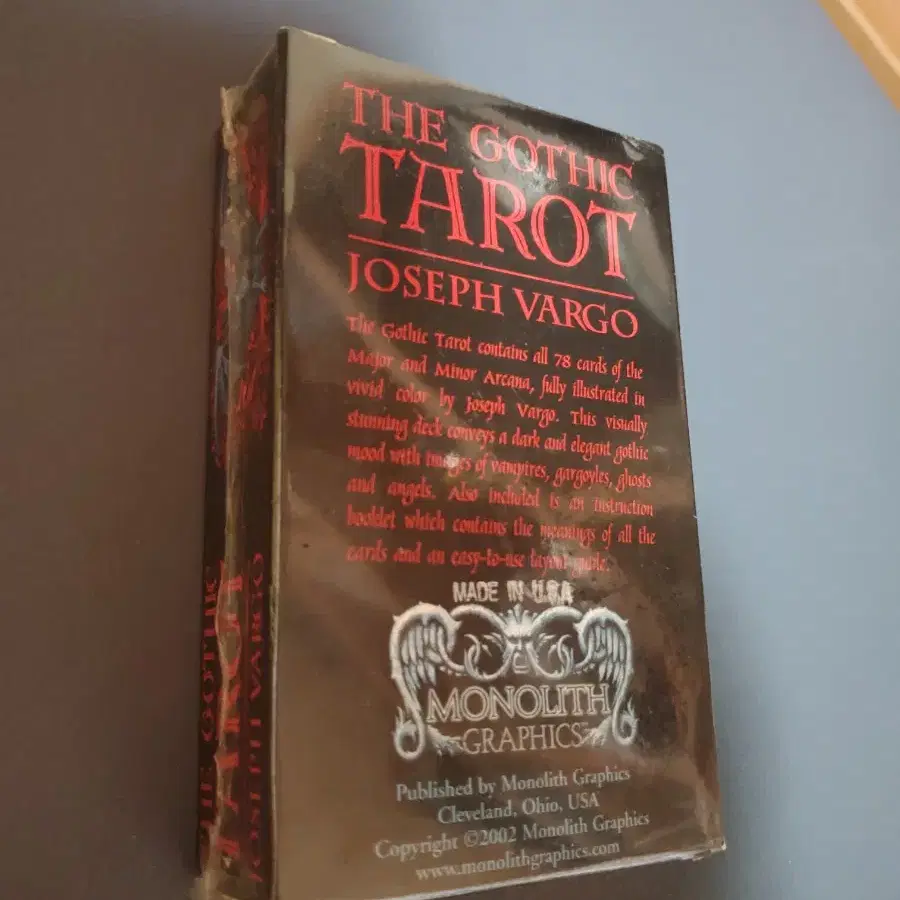 THE GOTHIC
TAROT
JOSEPH VARGO
The Gothic Tarot contains all 78 cards of the
Major and Minor Arcana, fully illustrated in
vivid color by Joseph Vargo. This visually
stunning deck conveys a dark and elegant gothic
mood with images of vampires, gargoyles, ghosts
and angels. Also included is an instruction
booklet which contains the meanings of all the
cards and an easy-to-use layout guide.
MADE IN U.S.A
MONOLITH
GRAPHICS™
Published by Monolith Graphics
Cleveland, Ohio, USA
Copyright ©2002 Monolith Graphics
www.monolithgraphics.com
THE GOTHIC
TAROT
JOSEPH VARGO